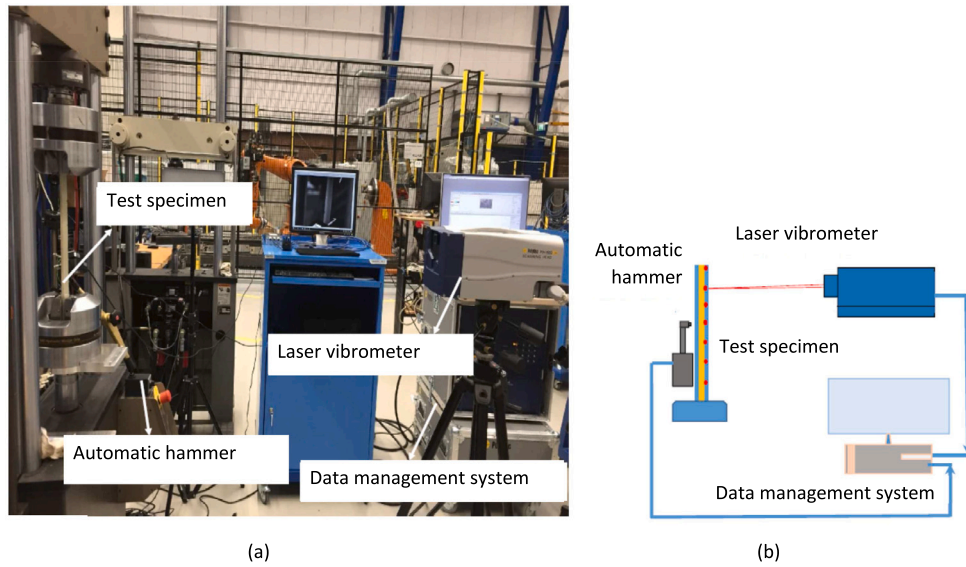 Test specimen
Laser vibrometer
Automatic hammer
Data management system
(a)
Laser vibrometer
Automatic
hammer
Test specimen
Data management system
(b)